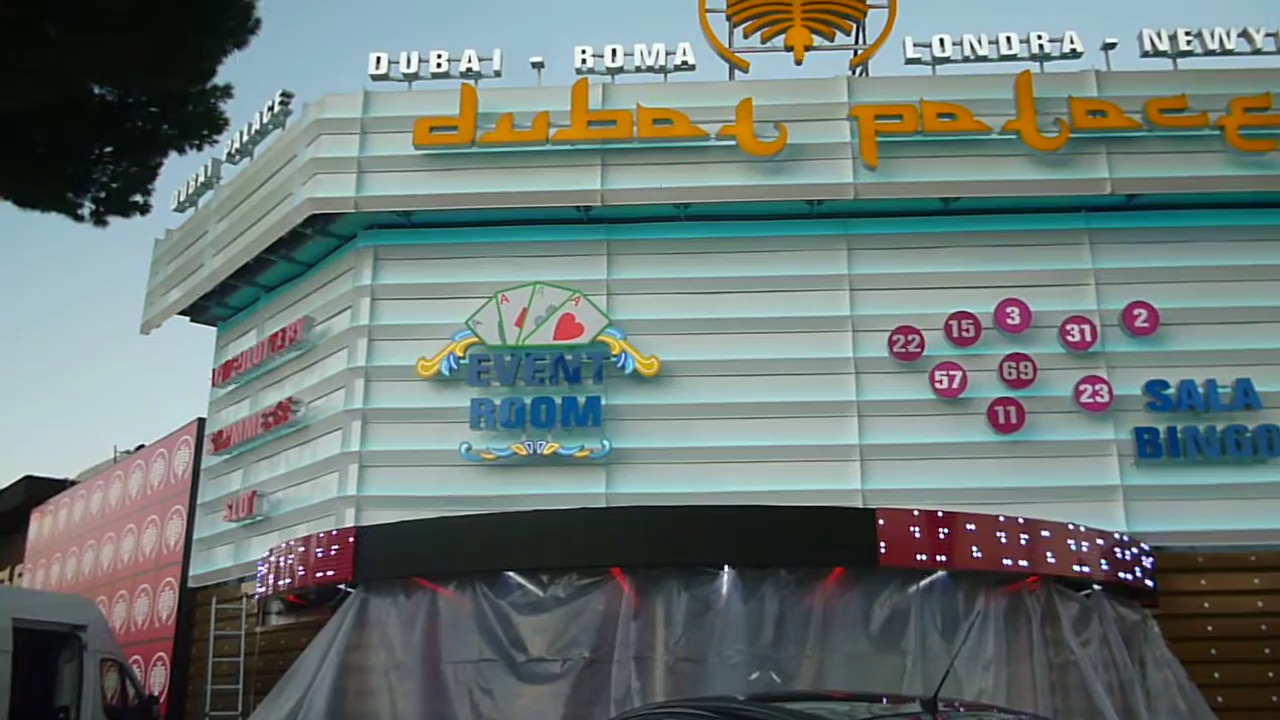 DUBAI · ROMA
LONDRA · NEWY
DUBAI PALACE
dubai palace
A A A A
EVENT
ROOM
22 15 3 31 2
57 69 23
11
SALA
BINGO
SCOMMESSE
SLOT